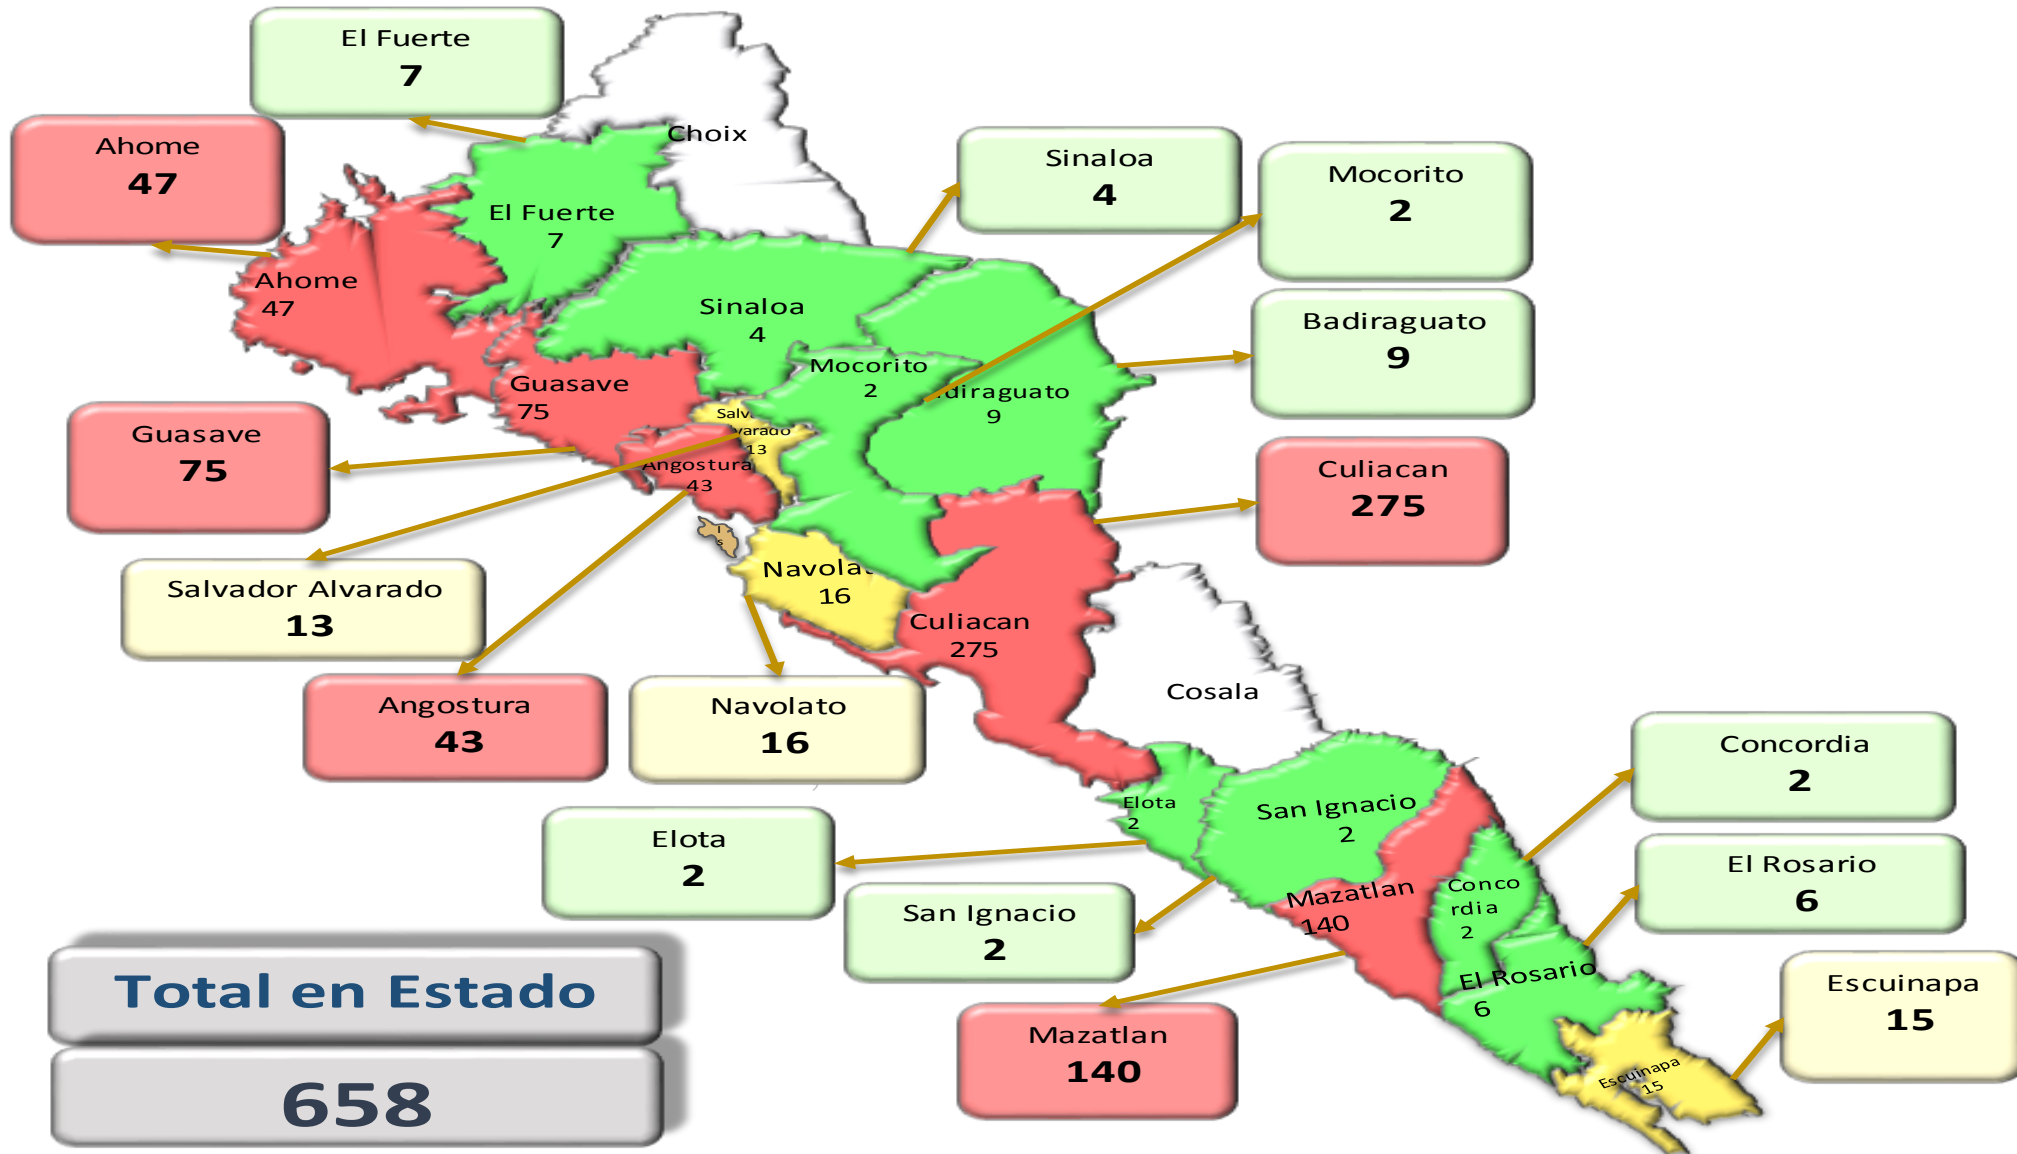 El Fuerte
7
Ahome
47
Sinaloa
4
Mocorito
2
Badiraguato
9
Culiacan
275
Guasave
75
Salvador Alvarado
13
Angostura
43
Navolato
16
Elota
2
San Ignacio
2
Mazatlan
140
Concordia
2
El Rosario
6
Escuinapa
15
Choix
El Fuerte
7
Ahome
47
Sinaloa
4
Mocorito
2
diraguato
9
Guasave
75
Salv
varado
13
Angostura
43
Is
Navola
16
Culiacan
275
Cosala
Elota
2
San Ignacio
2
Mazatlan
140
Conco
rdia
2
El Rosario
6
Escuinapa
15
Total en Estado
658